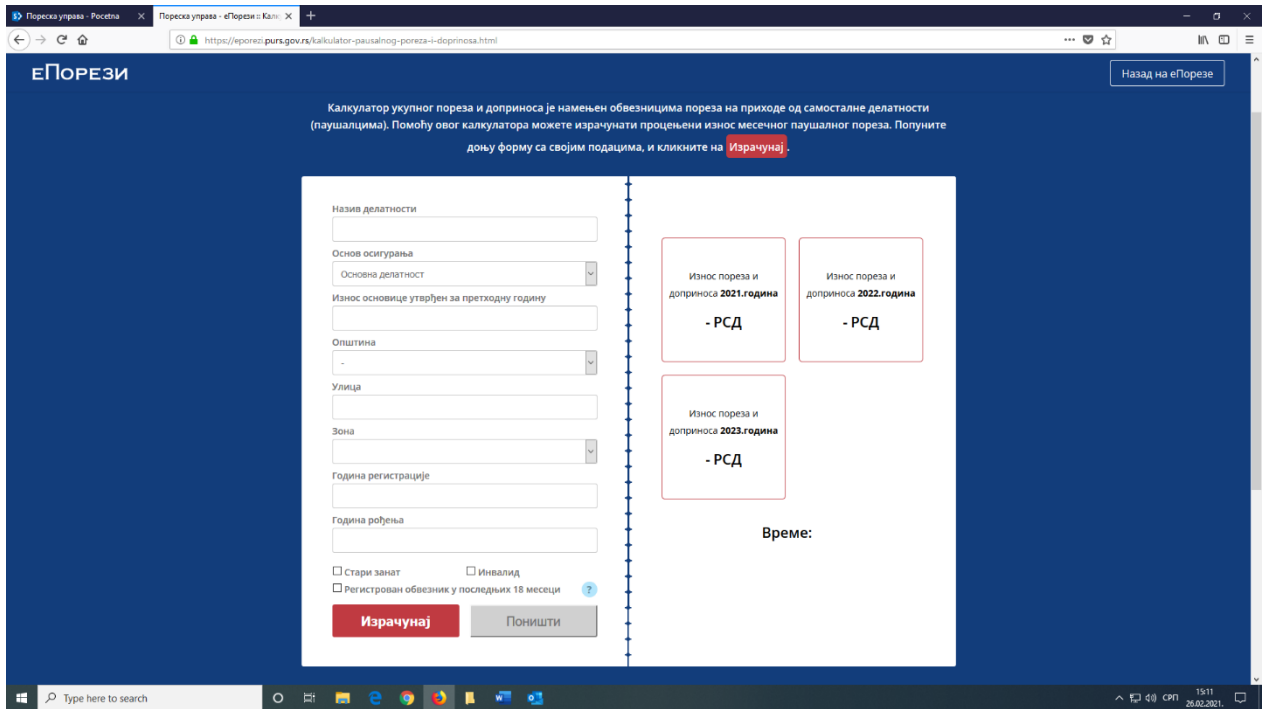 Пореска управа - Pocetna
Пореска управа - еПорези :: Калк
https://eporezi.purs.gov.rs/kalkulator-pausalnog-poreza-i-doprinosa.html
еПорези
Назад на еПорезе
Калкулатор укупног пореза и доприноса је намењен обвезницима пореза на приходе од самосталне делатности
(паушалцима). Помоћу овог калкулатора можете израчунати процењени износ месечног паушалног пореза. Попуните
доњу форму са својим подацима, и кликните на Израчунај .
Назив делатности
Основ осигурања
Основна делатност
Износ основице утврђен за претходну годину
Општина
-
Улица
Зона
Година регистрације
Година рођења
Стари занат
Инвалид
Регистрован обвезник у последњих 18 месеци ?
Израчунај
Поништи
Износ пореза и
доприноса 2021.година
- РСД
Износ пореза и
доприноса 2022.година
- РСД
Износ пореза и
доприноса 2023.година
- РСД
Време:
Type here to search
СРП
15:11
26.02.2021.